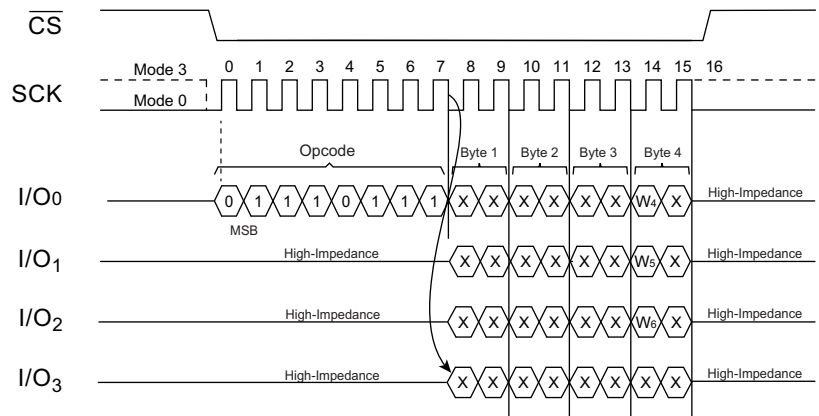 CS
0 1 2 3 4 5 6 7 8 9 10 11 12 13 14 15 16
Mode 3
SCK
Mode 0
Opcode Byte 1 Byte 2 Byte 3 Byte 4
I/O0 0 1 1 1 0 1 1 1 X X X X X X W4 X High-Impedance
MSB
I/O1 High-Impedance X X X X X X W5 X High-Impedance
I/O2 High-Impedance X X X X X X W6 X High-Impedance
I/O3 High-Impedance X X X X X X X X High-Impedance